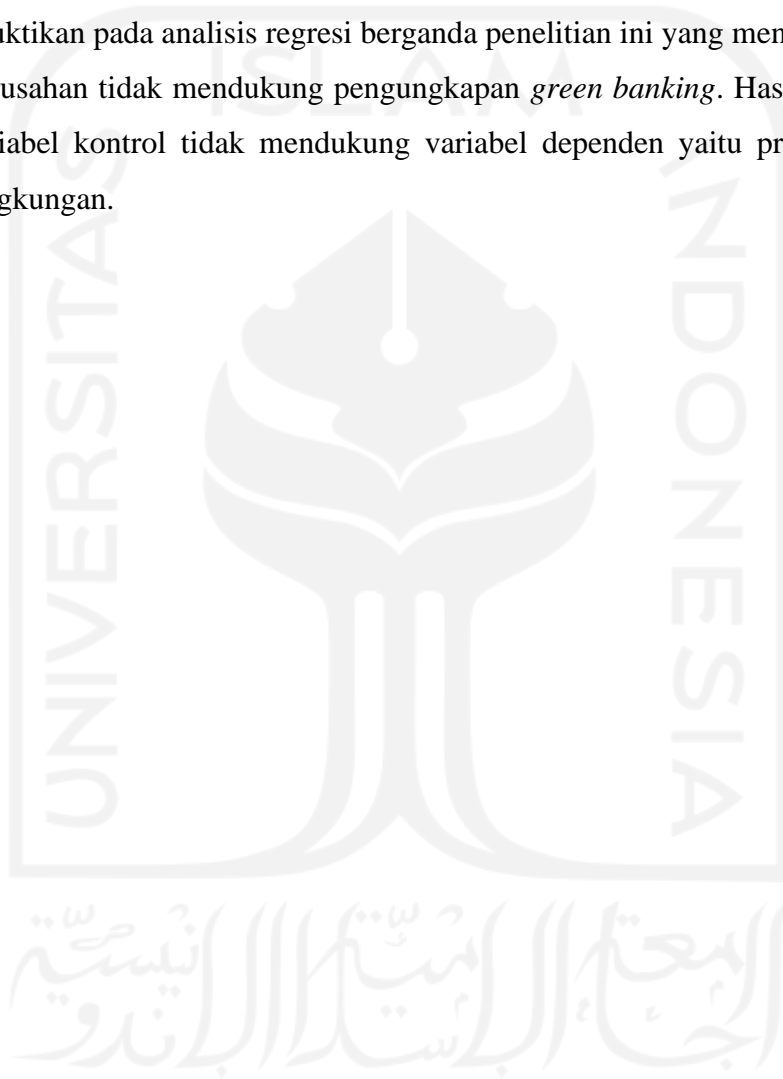 uktikan pada analisis regresi berganda penelitian ini yang men
usahan tidak mendukung pengungkapan green banking. Has
iabel kontrol tidak mendukung variabel dependen yaitu pr
gkungan.
ISLAM
UNIVERSITAS
INDONESIA